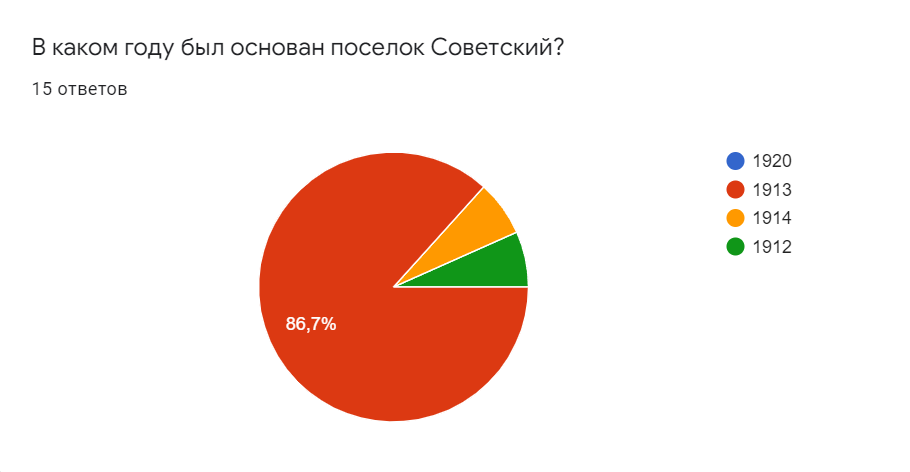 В каком году был основан поселок Советский?
15 ответов
1920
1913
1914
1912
86,7%